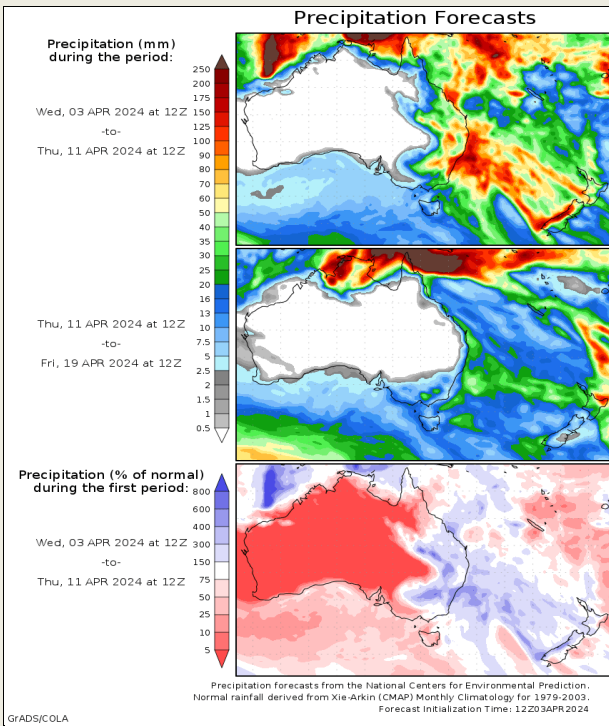 Precipitation Forecasts
Precipitation (mm)
during the period:
Wed, 03 APR 2024 at 12Z
-to-
Thu, 11 APR 2024 at 12Z
250
200
175
150
125
100
90
80
70
60
50
40
35
30
25
20
16
13
10
7.5
5
2.5
2
1.5
1
0.5
Thu, 11 APR 2024 at 12Z
-to-
Fri, 19 APR 2024 at 12Z
Precipitation (% of normal)
during the first period:
Wed, 03 APR 2024 at 12Z
-to-
Thu, 11 APR 2024 at 12Z
800
600
400
300
150
75
50
25
10
5
Precipitation forecasts from the National Centers for Environmental Prediction.
Normal rainfall derived from Xie-Arkin (CMAP) Monthly Climatology for 1979-2003.
Forecast Initialization Time: 12Z03APR2024
GrADS/COLA